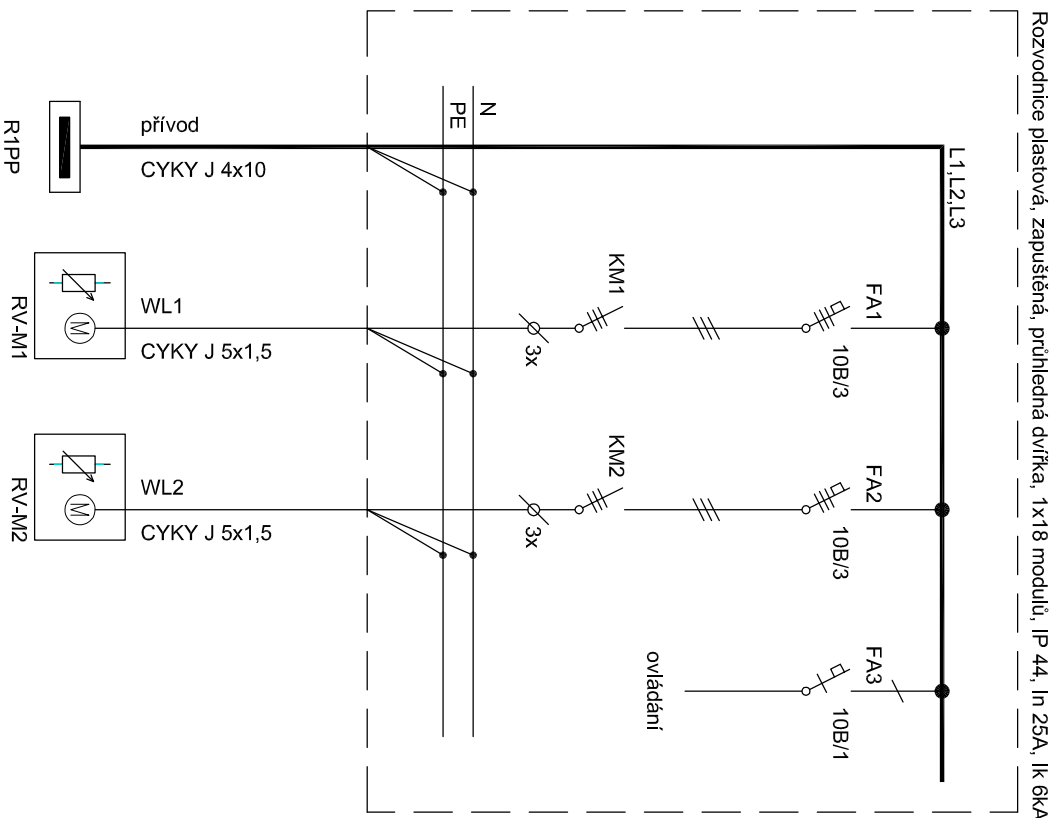 Rozvodnice plastová, zapuštěná, průhledná dvířka, 1x18 modulů, IP 44, In 25A, Ik 6kA
L1,L2,L3
FA1
10B/3
FA2
10B/3
FA3
10B/1
KM1
3x
KM2
3x
ovládání
N
PE
přívod
CYKY J 4x10
WL1
CYKY J 5x1,5
WL2
CYKY J 5x1,5
M
M
R1PP
RV-M1
RV-M2